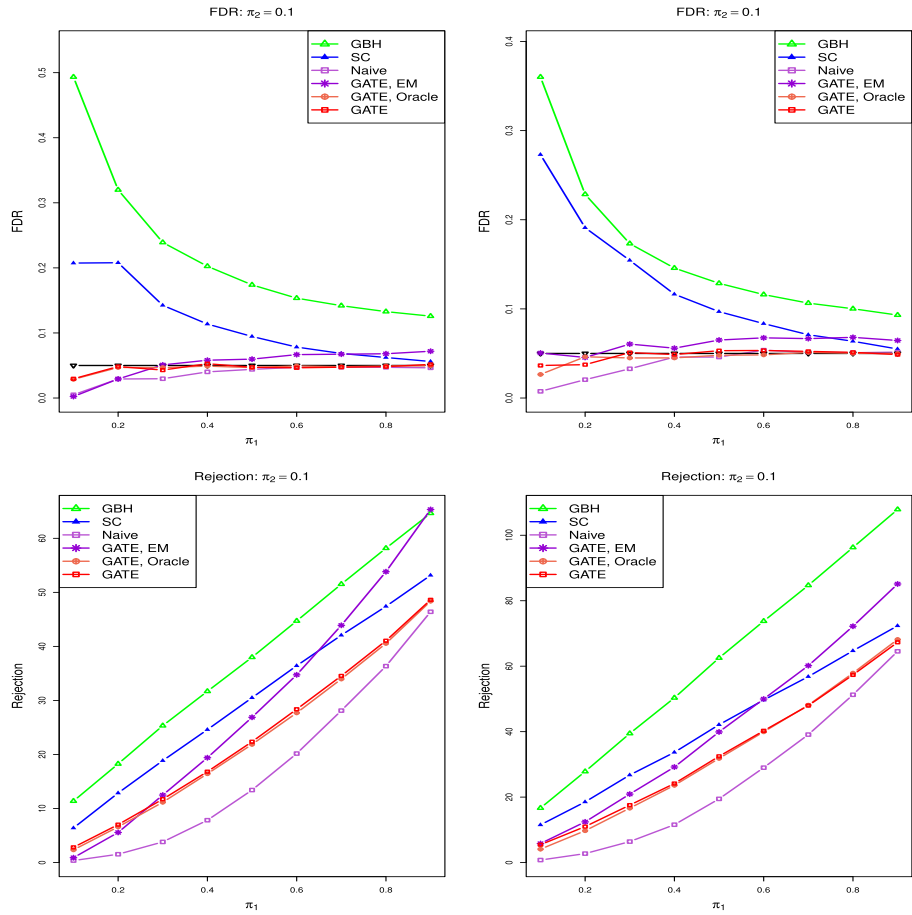 FDR: π₂ = 0.1
GBH
SC
Naive
GATE, EM
GATE, Oracle
GATE
FDR
0.0
0.1
0.2
0.3
0.4
0.5
0.2
0.4
0.6
0.8
π₁
FDR: π₂ = 0.1
GBH
SC
Naive
GATE, EM
GATE, Oracle
GATE
FDR
0.0
0.1
0.2
0.3
0.4
0.2
0.4
0.6
0.8
π₁
Rejection: π₂ = 0.1
GBH
SC
Naive
GATE, EM
GATE, Oracle
GATE
Rejection
0
10
20
30
40
50
60
0.2
0.4
0.6
0.8
π₁
Rejection: π₂ = 0.1
GBH
SC
Naive
GATE, EM
GATE, Oracle
GATE
Rejection
0
20
40
60
80
100
0.2
0.4
0.6
0.8
π₁